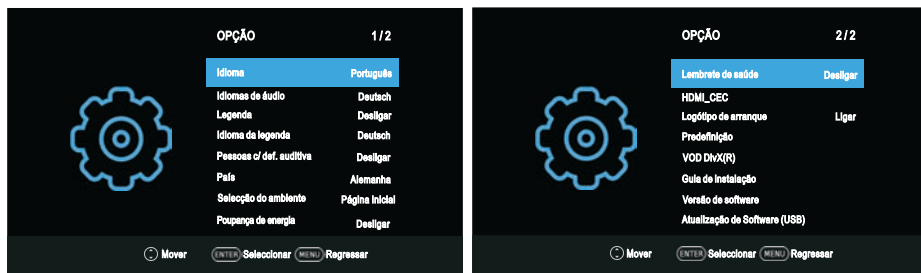 OPÇÃO 1 / 2
Idioma Português
Idiomas de áudio Deutsch
Legenda Desligar
Idioma da legenda Deutsch
Pessoas c/ def. auditiva Desligar
País Alemanha
Selecção do ambiente Página Inicial
Poupança de energia Desligar
Mover ENTER Seleccionar MENU Regressar
OPÇÃO 2 / 2
Lembrete de saúde Desligar
HDMI_CEC
Logótipo de arranque Ligar
Predefinição
VOD DivX(R)
Guia de instalação
Versão de software
Atualização de Software (USB)
Mover ENTER Seleccionar MENU Regressar